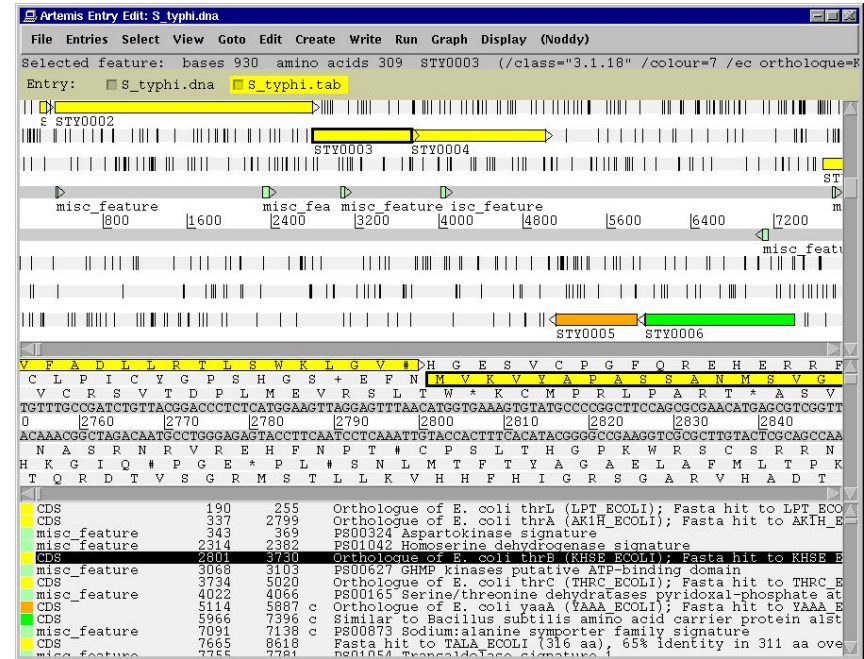 Artemis Entry Edit: S_typhi.dna
File Entries Select View Goto Edit Create Write Run Graph Display (Noddy)
Selected feature: bases 930 amino acids 309 STY0003 (/class="3.1.18" /colour=7 /ec orthologue=K
Entry: S_typhi.dna S_typhi.tab
S STY0002
STY0003 STY0004
STY
misc_feature misc_fea misc_feature isc_feature m
800 1600 2400 3200 4000 4800 5600 6400 7200
misc_featu
STY0005 STY0006
V F A D L L R T L S W K L G V # H G E S V C P G F Q R E H E R R F
C L P I C Y G P S H G S + E F N M V K V Y A P A S S A N M S V G
V C R S V T D P L M E V R S L T W * K C M P R L P A R T * A S V
TGTTTGCCGATCTGTTACGGACCCTCTCATGGAAGTTAGGAGTTTAACATGGTGAAAGTGTATGCCCCGGCTTCCAGCGCGAACATGAGCGTCGGTT
0 2760 2770 2780 2790 2800 2810 2820 2830 2840
ACAAACGGCTAGACAATGCCTGGGAGAGTACCTTCAATCCTCAAATTGTACCACTTTCACATACGGGGCCGAAGGTCGCGCTTGTACTCGCAGCCAA
N A S R N R V R E H F N P T # C P S L T H G P K W R S C S R R N
H K G I Q # P G E * P L # S N L M T F T Y A G A E L A F M L T P K
T Q R D T V S G R M S T L L K V H H F H I G R S G A R V H A D T
CDS 190 255 Orthologue of E. coli thrL (LPT_ECOLI); Fasta hit to LPT_ECO
CDS 337 2799 Orthologue of E. coli thrA (AK1H_ECOLI); Fasta hit to AK1H_E
misc_feature 343 369 PS00324 Aspartokinase signature
misc_feature 2314 2382 PS01042 Homoserine dehydrogenase signature
CDS 2801 3730 Orthologue of E. coli thrB (KHSE_ECOLI); Fasta hit to KHSE_E
misc_feature 3068 3103 PS00627 GHMP kinases putative ATP-binding domain
CDS 3734 5020 Orthologue of E. coli thrC (THRC_ECOLI); Fasta hit to THRC_E
misc_feature 4022 4066 PS00165 Serine/threonine dehydratases pyridoxal-phosphate at
CDS 5114 5887 c Orthologue of E. coli yaaA (YAAA_ECOLI); Fasta hit to YAAA_E
CDS 5966 7396 c Similar to Bacillus subtilis amino acid carrier protein alst
misc_feature 7091 7138 c PS00873 Sodium:alanine symporter family signature
CDS 7665 8618 Fasta hit to TALA_ECOLI (316 aa), 65% identity in 311 aa ove
misc_feature 7755 7781 PS01054 Transaldolase signature 1